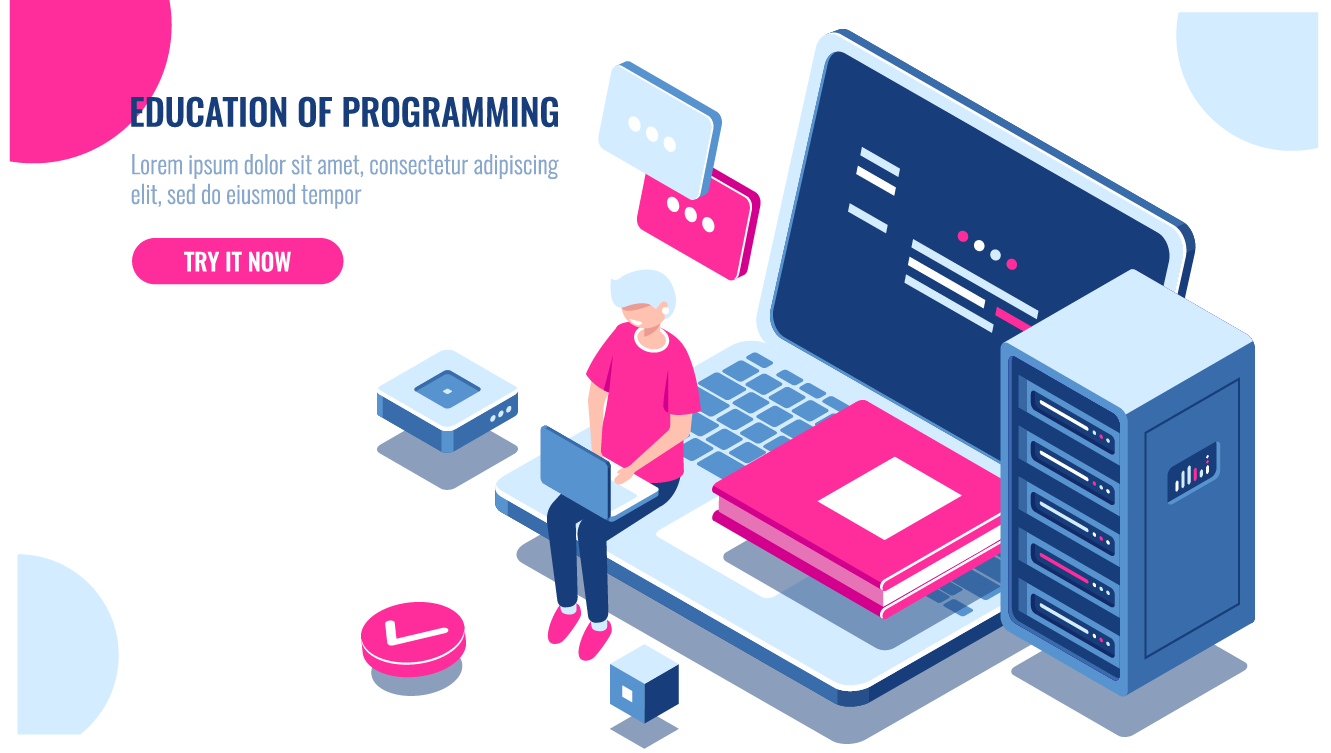 EDUCATION OF PROGRAMMING
Lorem ipsum dolor sit amet, consectetur adipiscing
elit, sed do eiusmod tempor
TRY IT NOW